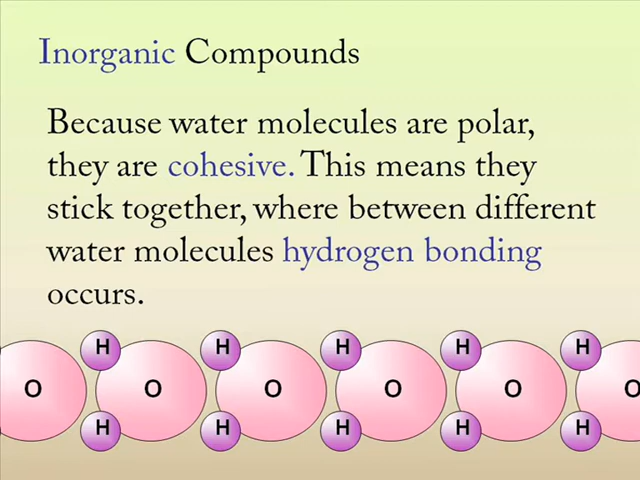 Inorganic Compounds
Because water molecules are polar,
they are cohesive. This means they
stick together, where between different
water molecules hydrogen bonding
occurs.
H H H H H
O O O O O O
H H H H H